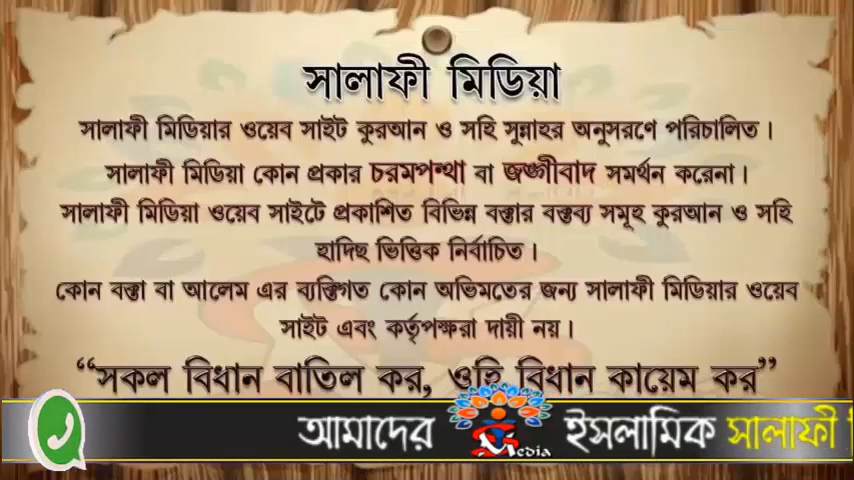 সালাফী মিডিয়া
সালাফী মিডিয়ার ওয়েব সাইট কুরআন ও সহি সুন্নাহর অনুসরণে পরিচালিত।
সালাফী মিডিয়া কোন প্রকার চরমপন্থা বা জঙ্গীবাদ সমর্থন করেনা।
সালাফী মিডিয়া ওয়েব সাইটে প্রকাশিত বিভিন্ন বক্তার বক্তব্য সমূহ কুরআন ও সহি
হাদিছ ভিত্তিক নির্বাচিত।
কোন বক্তা বা আলেম এর ব্যক্তিগত কোন অভিমতের জন্য সালাফী মিডিয়ার ওয়েব
সাইট এবং কর্তৃপক্ষরা দায়ী নয়।
“সকল বিধান বাতিল কর, ওহি বিধান কায়েম কর”
আমাদের Media ইসলামিক সালাফী